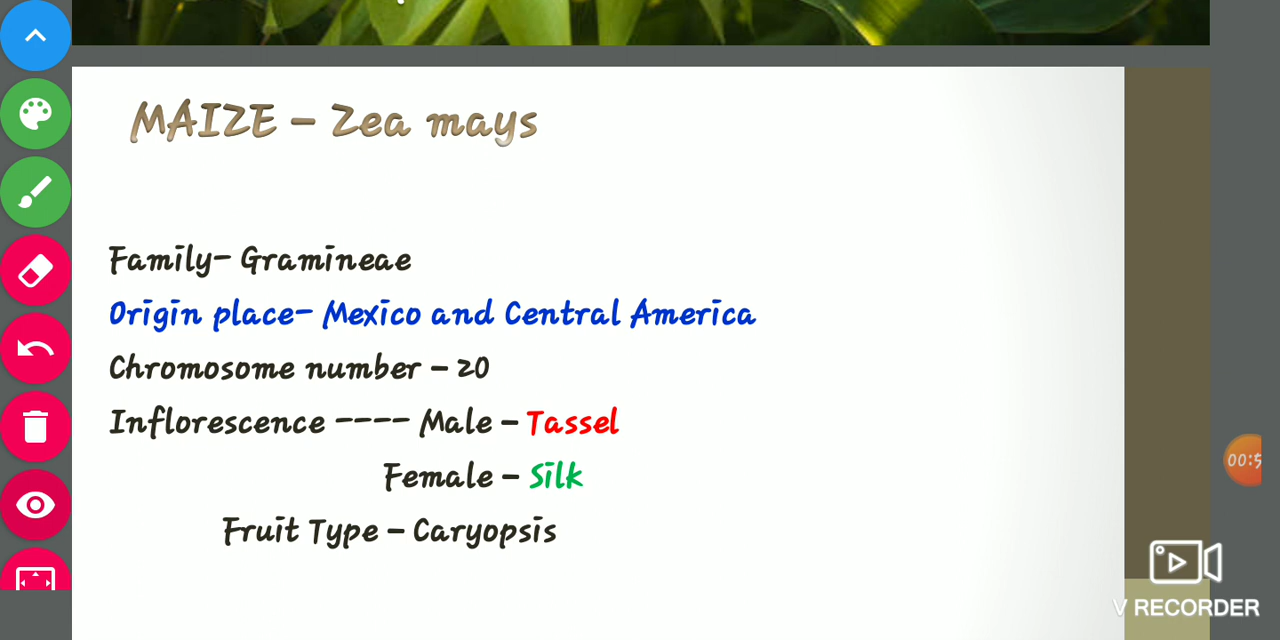 MAIZE – Zea mays
Family– Gramineae
Origin place– Mexico and Central America
Chromosome number – 20
Inflorescence ---- Male – Tassel
Female – Silk
Fruit Type – Caryopsis
V RECORDER